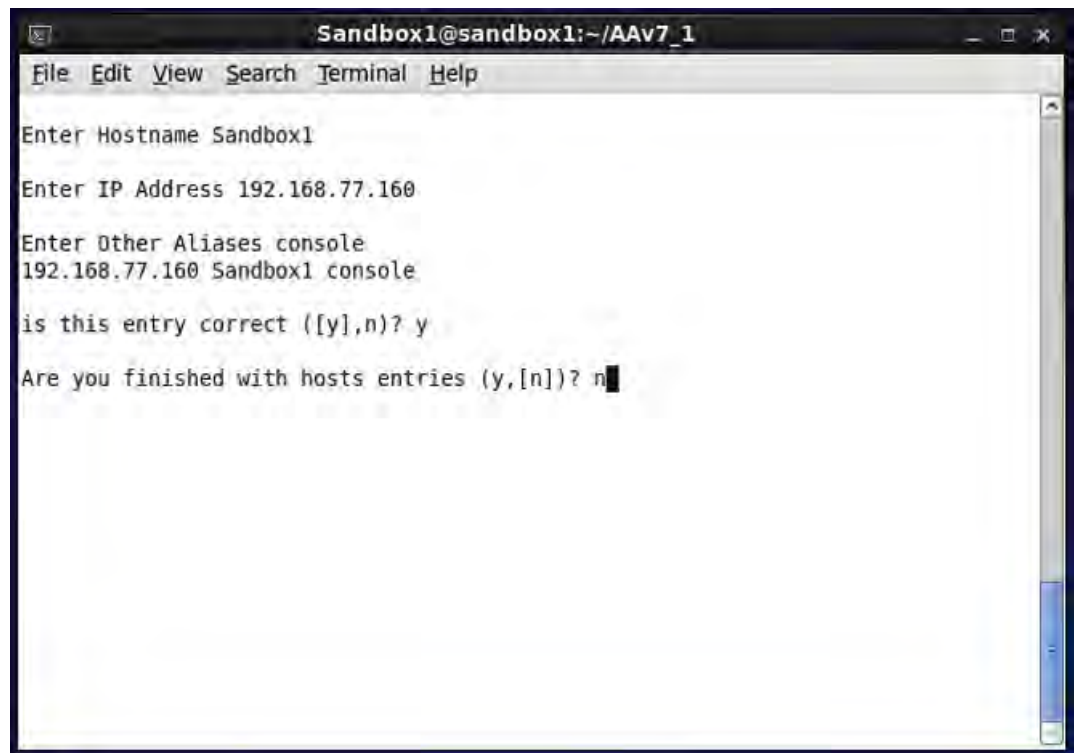 Sandbox1@sandbox1:~/AAv7_1
File Edit View Search Terminal Help
Enter Hostname Sandbox1
Enter IP Address 192.168.77.160
Enter Other Aliases console
192.168.77.160 Sandbox1 console
is this entry correct ([y],n)? y
Are you finished with hosts entries (y,[n])? n